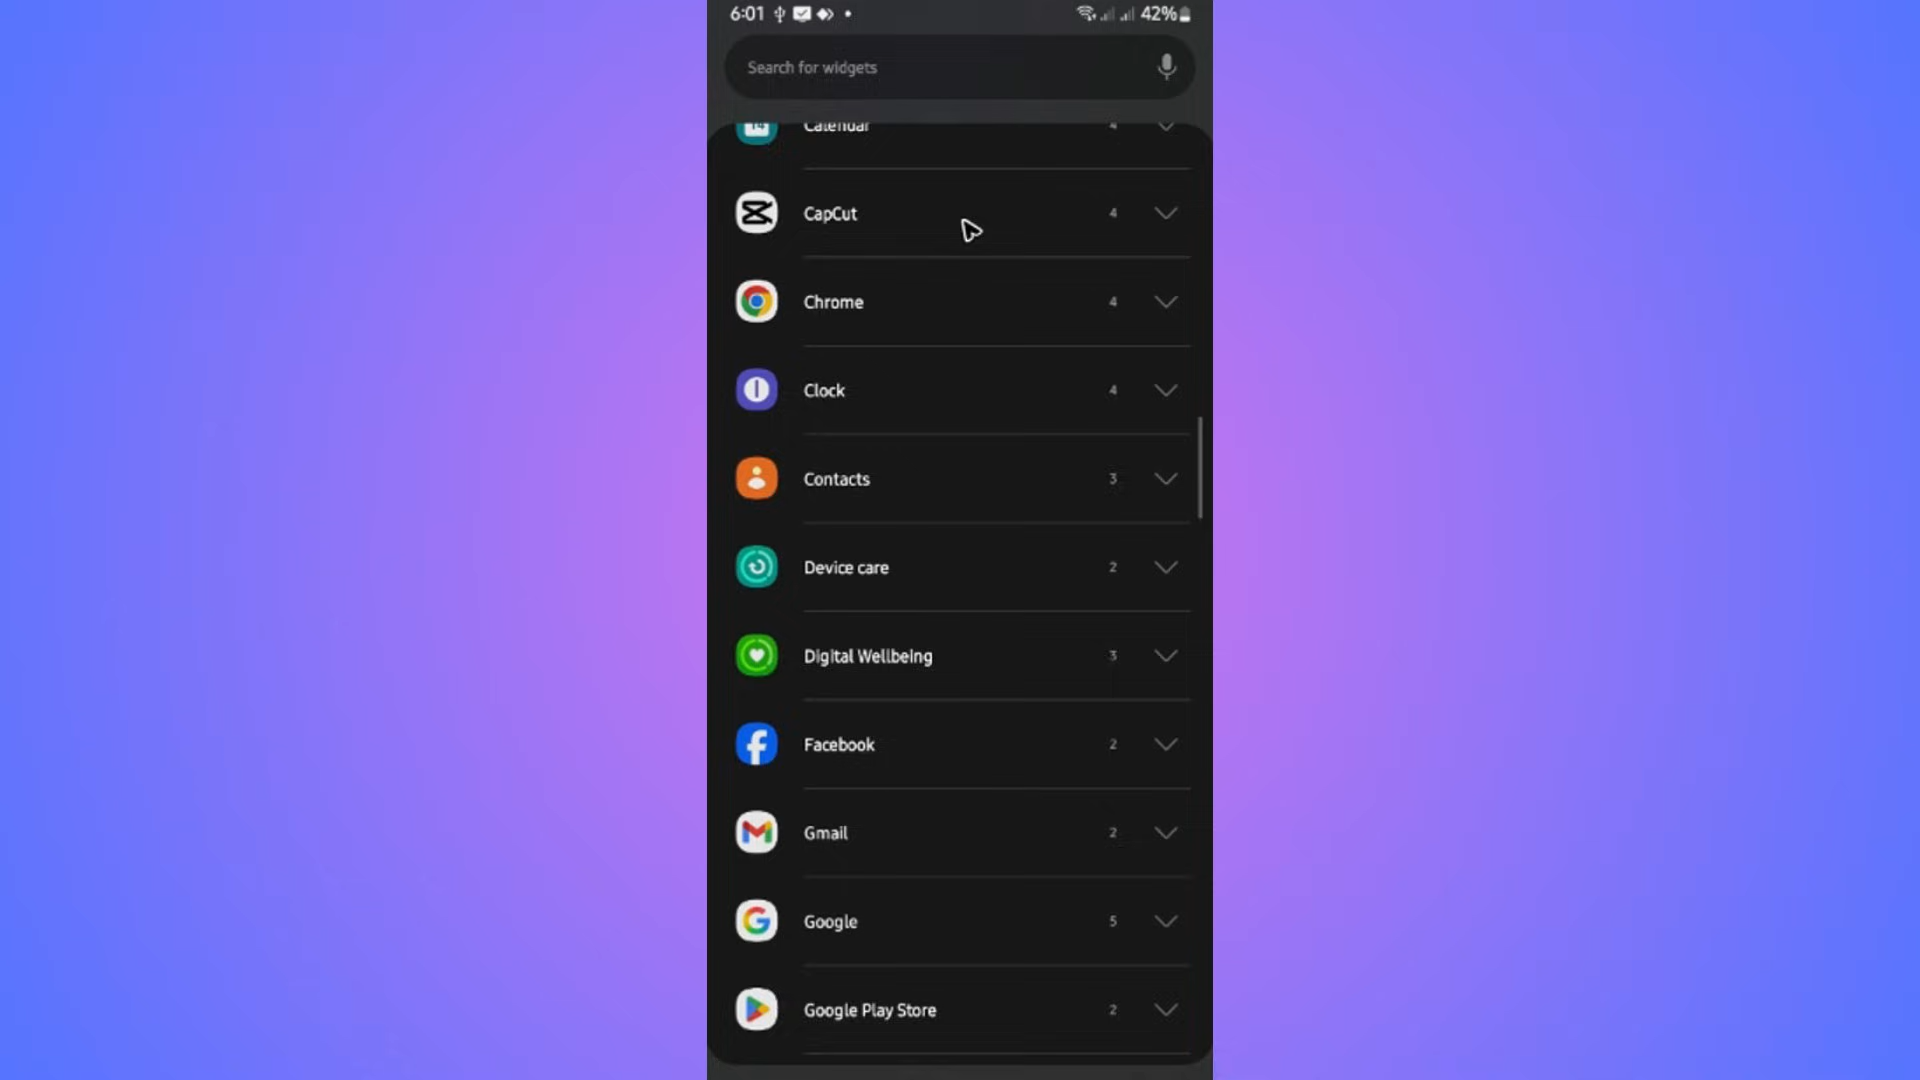 6:01 42%
Search for widgets
14 Calendar 4
CapCut 4
Chrome 4
Clock 4
Contacts 3
Device care 2
Digital Wellbeing 3
Facebook 2
Gmail 2
Google 5
Google Play Store 2